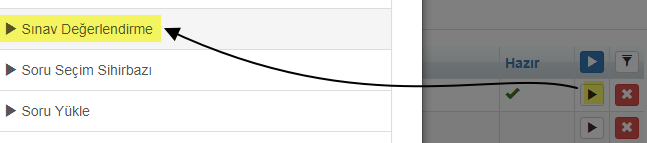 Sınav Değerlendirme
Soru Seçim Sihirbazı
Soru Yükle
Hazır